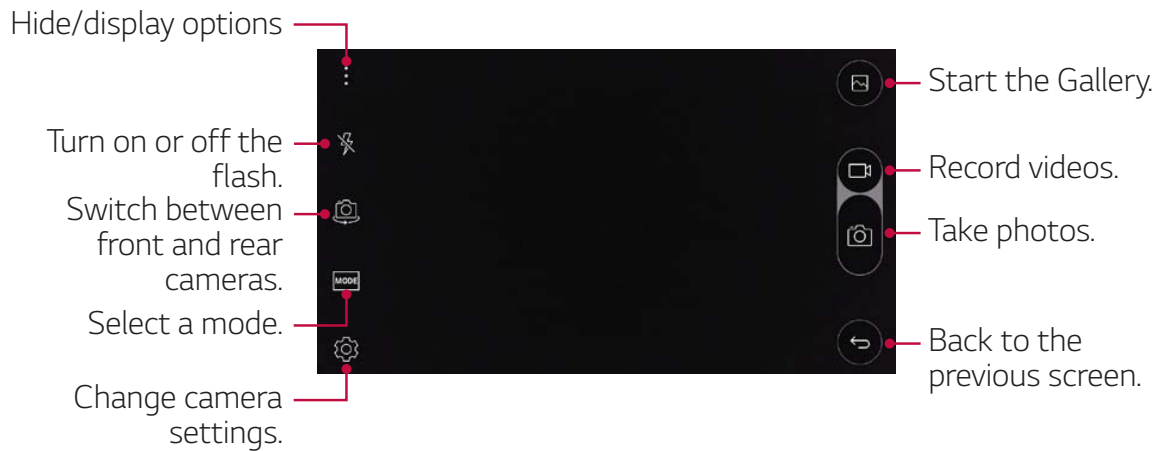 Hide/display options
Turn on or off the
flash.
Switch between
front and rear
cameras.
MODE
Select a mode.
Change camera
settings.
Start the Gallery.
Record videos.
Take photos.
Back to the
previous screen.